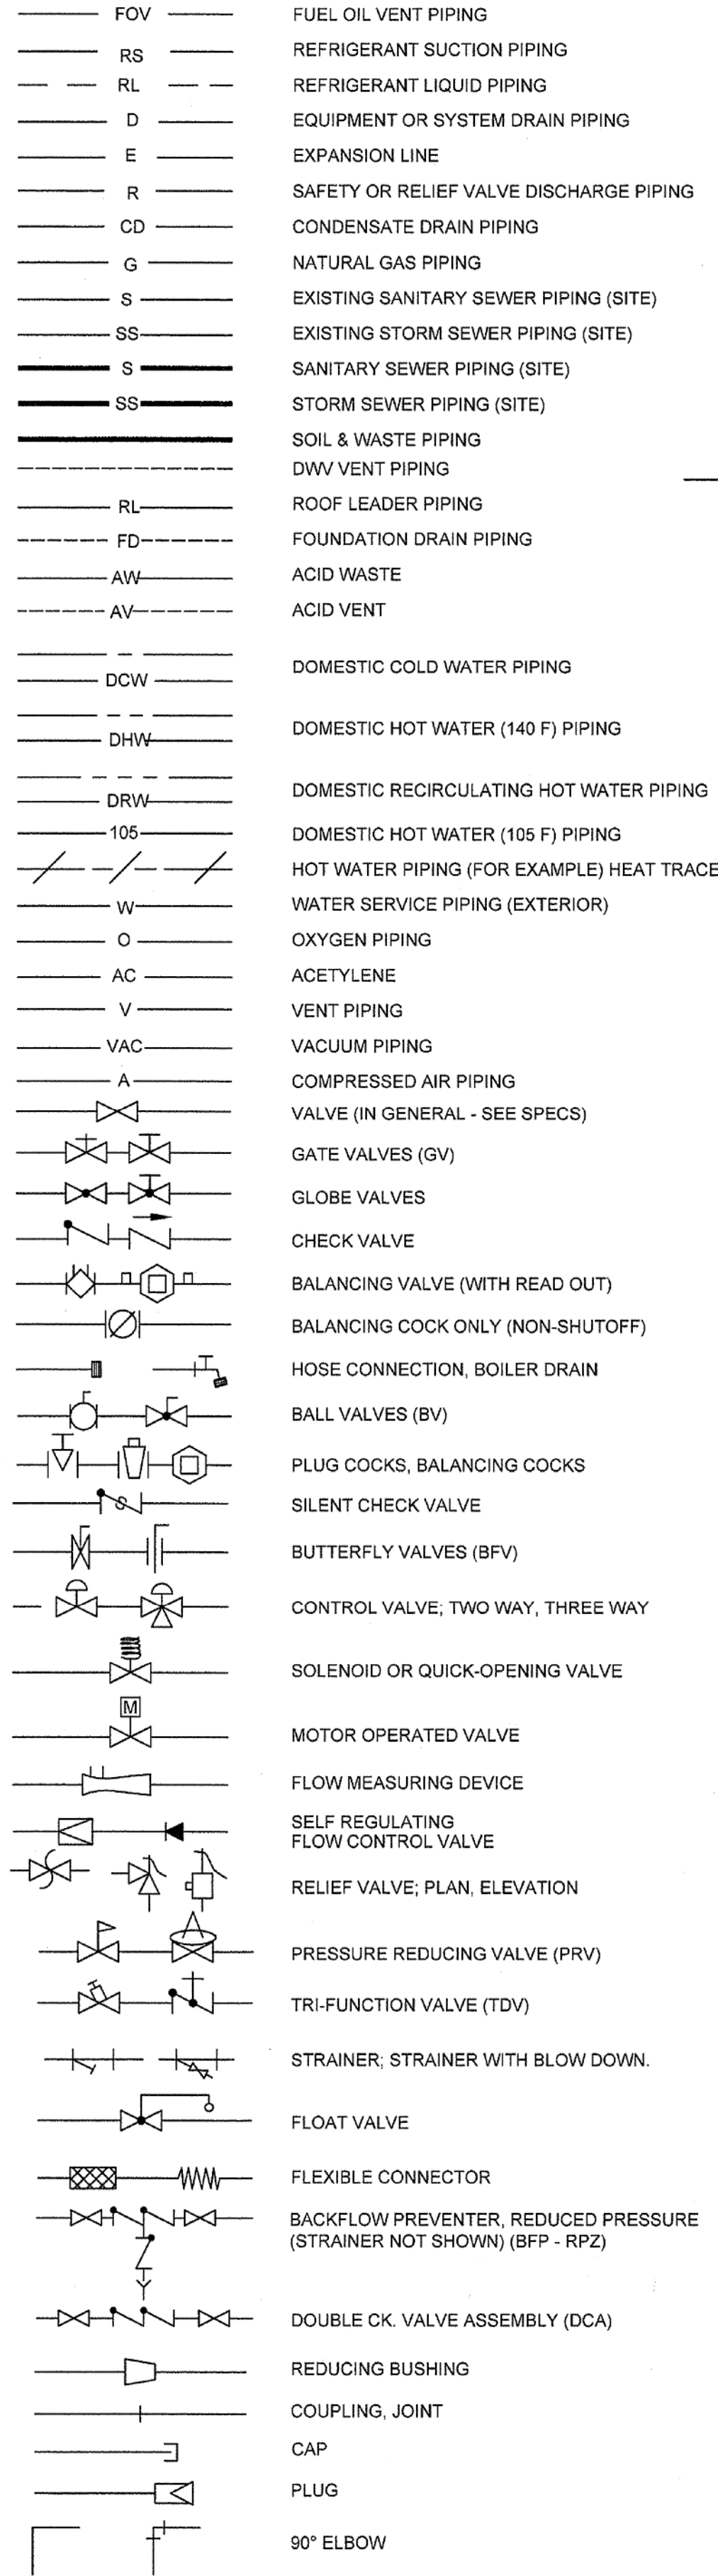 FOV FUEL OIL VENT PIPING
RS REFRIGERANT SUCTION PIPING
RL REFRIGERANT LIQUID PIPING
D EQUIPMENT OR SYSTEM DRAIN PIPING
E EXPANSION LINE
R SAFETY OR RELIEF VALVE DISCHARGE PIPING
CD CONDENSATE DRAIN PIPING
G NATURAL GAS PIPING
S EXISTING SANITARY SEWER PIPING (SITE)
SS EXISTING STORM SEWER PIPING (SITE)
S SANITARY SEWER PIPING (SITE)
SS STORM SEWER PIPING (SITE)
SOIL & WASTE PIPING
DWV VENT PIPING
RL ROOF LEADER PIPING
FD FOUNDATION DRAIN PIPING
AW ACID WASTE
AV ACID VENT
DCW DOMESTIC COLD WATER PIPING
DHW DOMESTIC HOT WATER (140 F) PIPING
DRW DOMESTIC RECIRCULATING HOT WATER PIPING
105 DOMESTIC HOT WATER (105 F) PIPING
HOT WATER PIPING (FOR EXAMPLE) HEAT TRACE
W WATER SERVICE PIPING (EXTERIOR)
O OXYGEN PIPING
AC ACETYLENE
V VENT PIPING
VAC VACUUM PIPING
A COMPRESSED AIR PIPING
VALVE (IN GENERAL - SEE SPECS)
GATE VALVES (GV)
GLOBE VALVES
CHECK VALVE
BALANCING VALVE (WITH READ OUT)
BALANCING COCK ONLY (NON-SHUTOFF)
HOSE CONNECTION, BOILER DRAIN
BALL VALVES (BV)
PLUG COCKS, BALANCING COCKS
S SILENT CHECK VALVE
BUTTERFLY VALVES (BFV)
CONTROL VALVE; TWO WAY, THREE WAY
SOLENOID OR QUICK-OPENING VALVE
M MOTOR OPERATED VALVE
FLOW MEASURING DEVICE
SELF REGULATING
FLOW CONTROL VALVE
RELIEF VALVE; PLAN, ELEVATION
PRESSURE REDUCING VALVE (PRV)
TRI-FUNCTION VALVE (TDV)
STRAINER; STRAINER WITH BLOW DOWN.
FLOAT VALVE
FLEXIBLE CONNECTOR
BACKFLOW PREVENTER, REDUCED PRESSURE
(STRAINER NOT SHOWN) (BFP - RPZ)
DOUBLE CK. VALVE ASSEMBLY (DCA)
REDUCING BUSHING
COUPLING, JOINT
CAP
PLUG
90° ELBOW